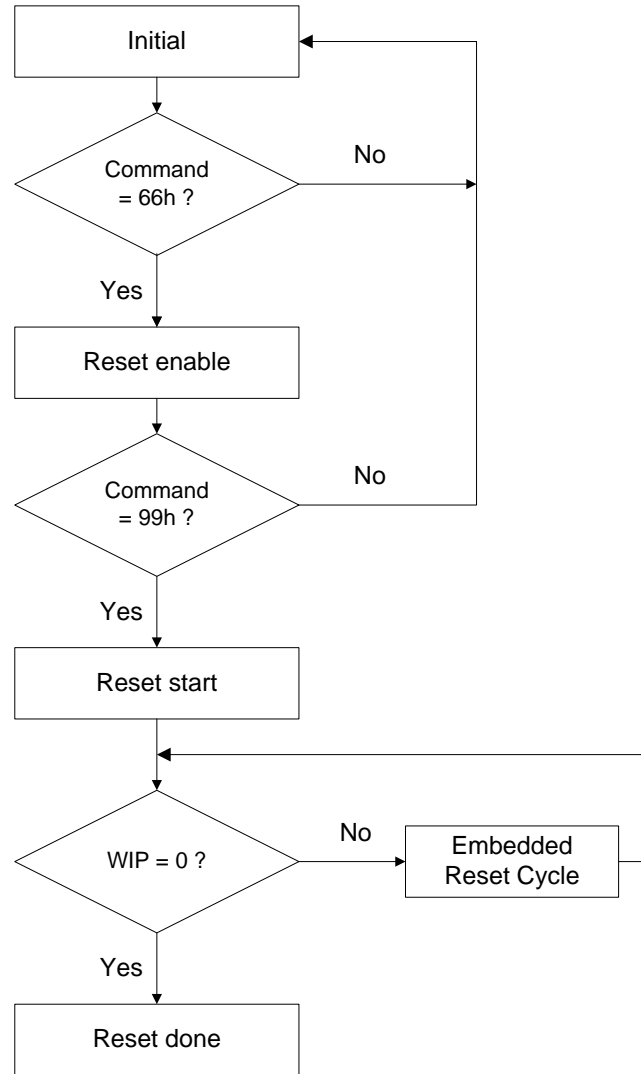 Initial
Command
= 66h ?
No
Yes
Reset enable
Command
= 99h ?
No
Yes
Reset start
WIP = 0 ?
No
Embedded
Reset Cycle
Yes
Reset done